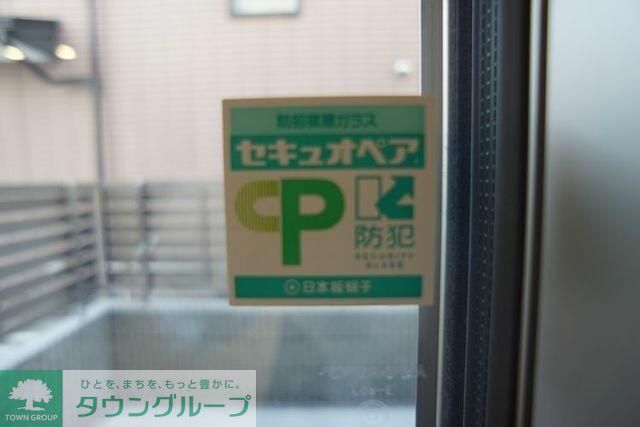 防犯複層ガラス
セキュオペア
CP
防犯
SECURITY
GLASS
日本板硝子
ひとを、まちを、もっと豊かに。
タウングループ
TOWN GROUP